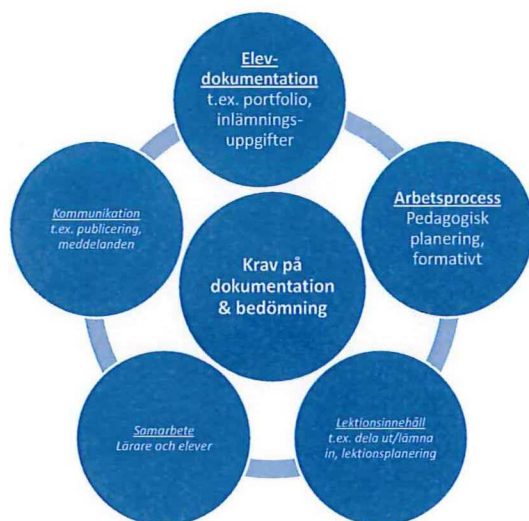 Elev-
dokumentation
t.ex. portfolio,
inlämnings-
uppgifter
Arbetsprocess
Pedagogisk
planering,
formativt
Lektionsinnehåll
t.ex. dela ut/lämna
in, lektionsplanering
Samarbete
Lärare och elever
Kommunikation
t.ex. publicering,
meddelanden
Krav på
dokumentation
& bedömning